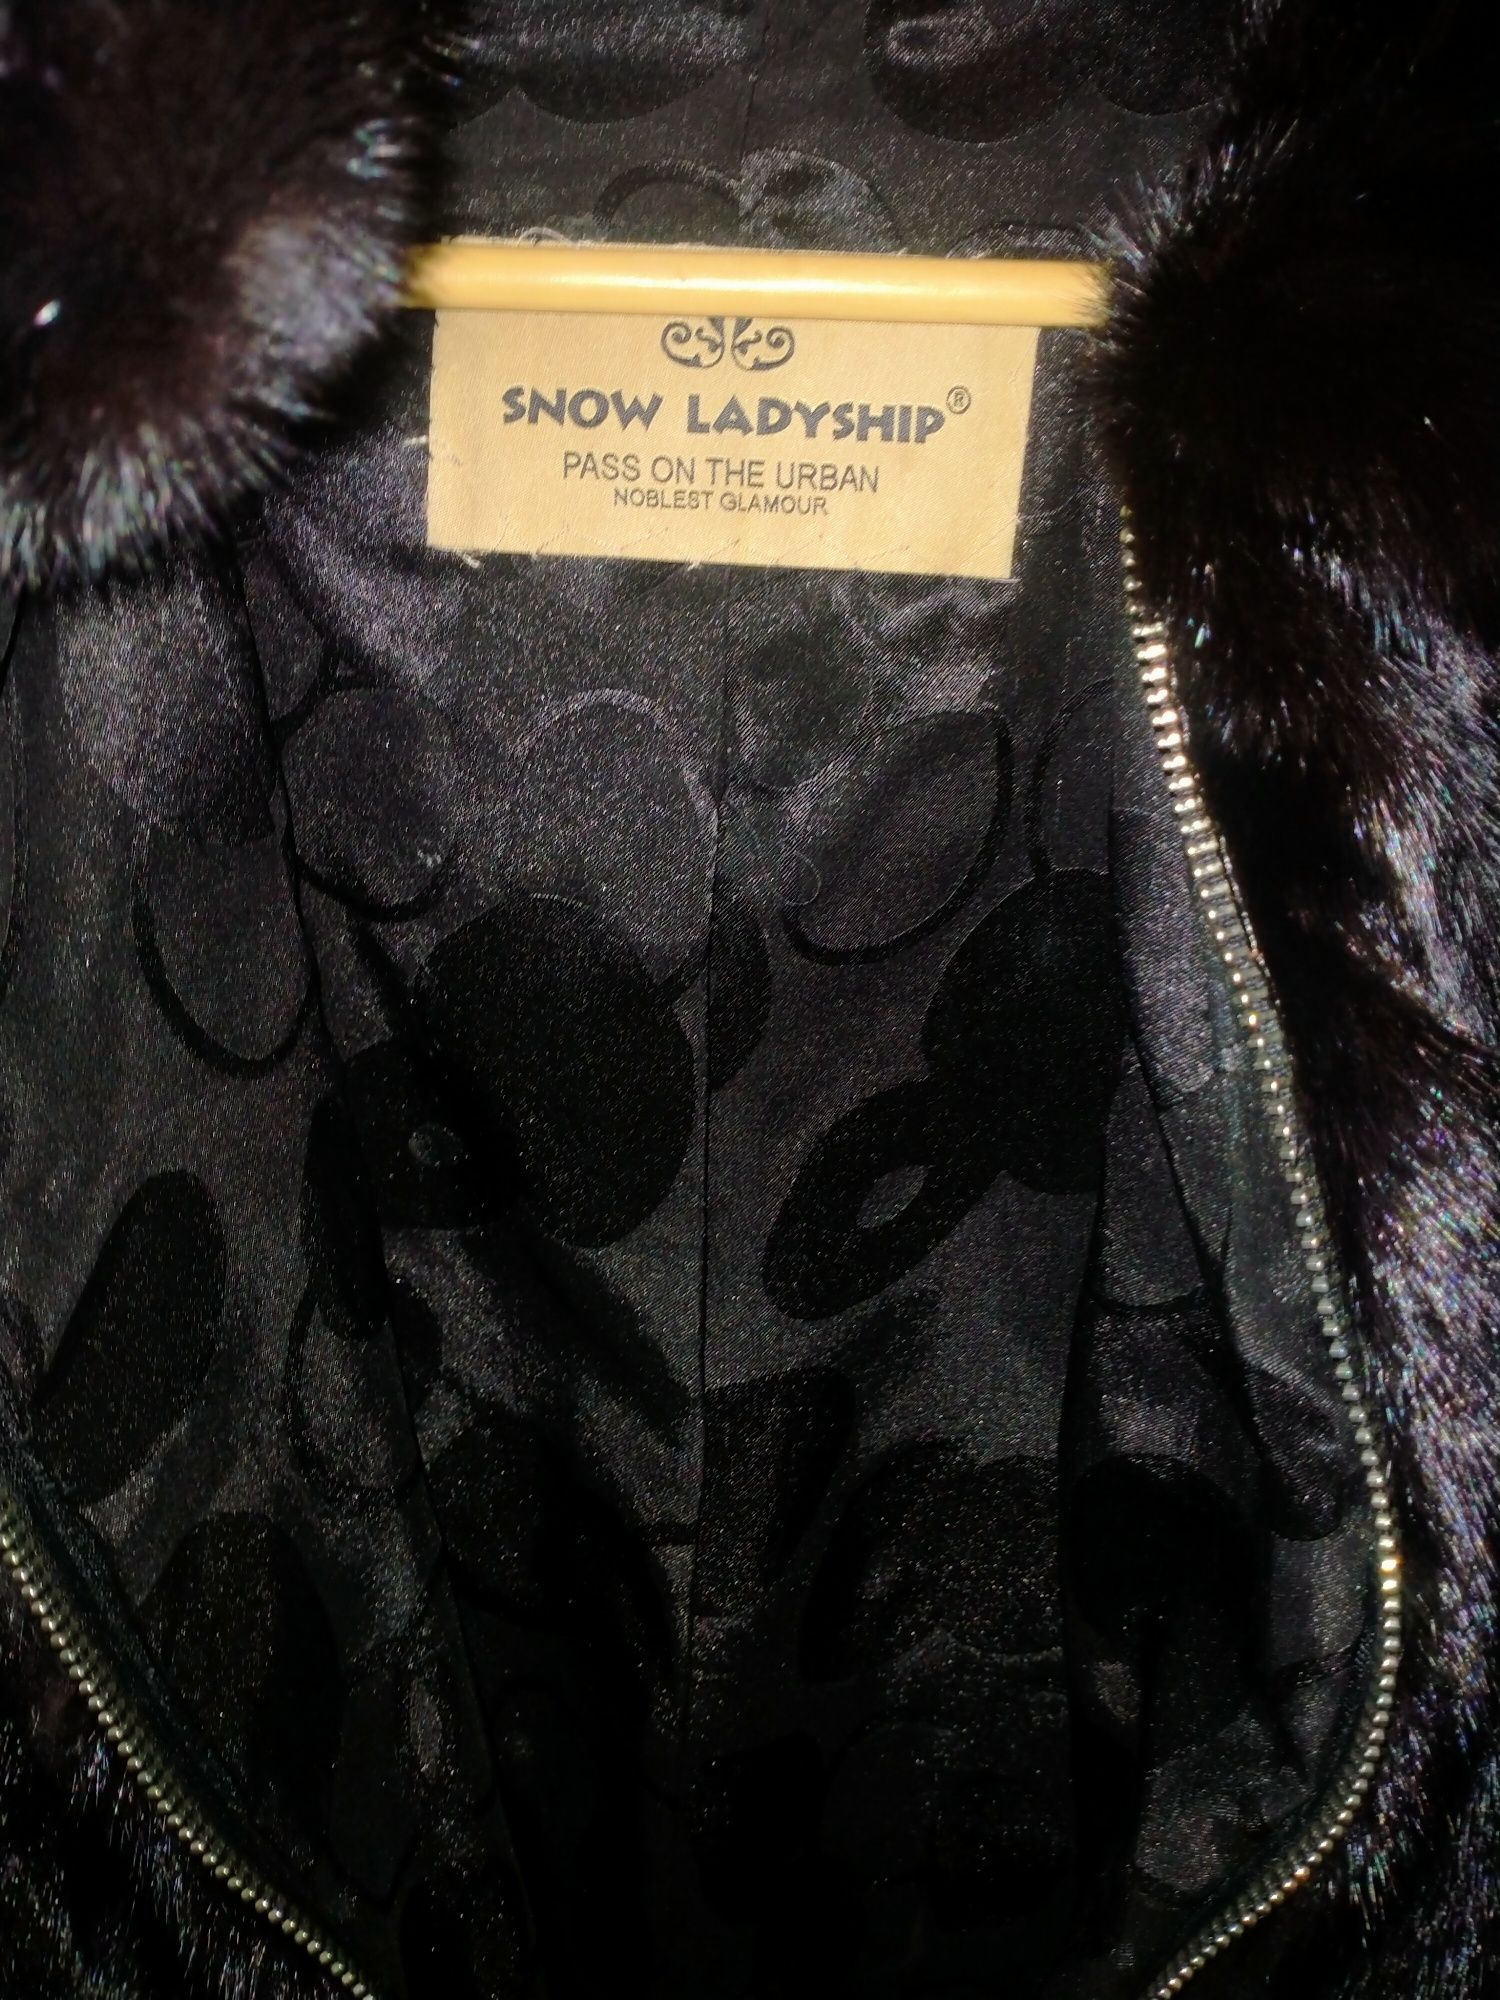 SNOW LADYSHIP®
PASS ON THE URBAN
NOBLEST GLAMOUR